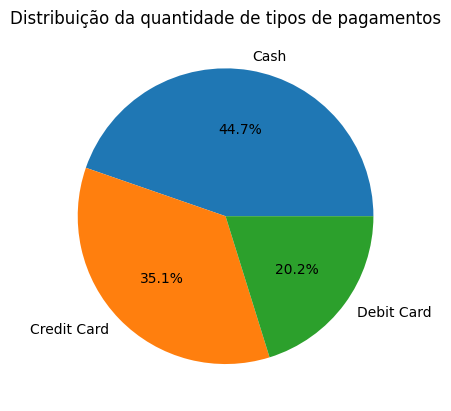 Distribuição da quantidade de tipos de pagamentos
Cash
44.7%
35.1%
20.2%
Credit Card
Debit Card